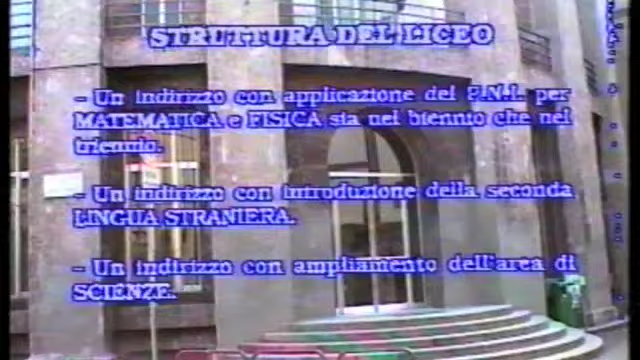 STRUTTURA DEL LICEO
- Un indirizzo con applicazione del P.N.I. per
MATEMATICA e FISICA sia nel biennio che nel
triennio.
- Un indirizzo con introduzione della seconda
LINGUA STRANIERA.
- Un indirizzo con ampliamento dell'area di
SCIENZE.